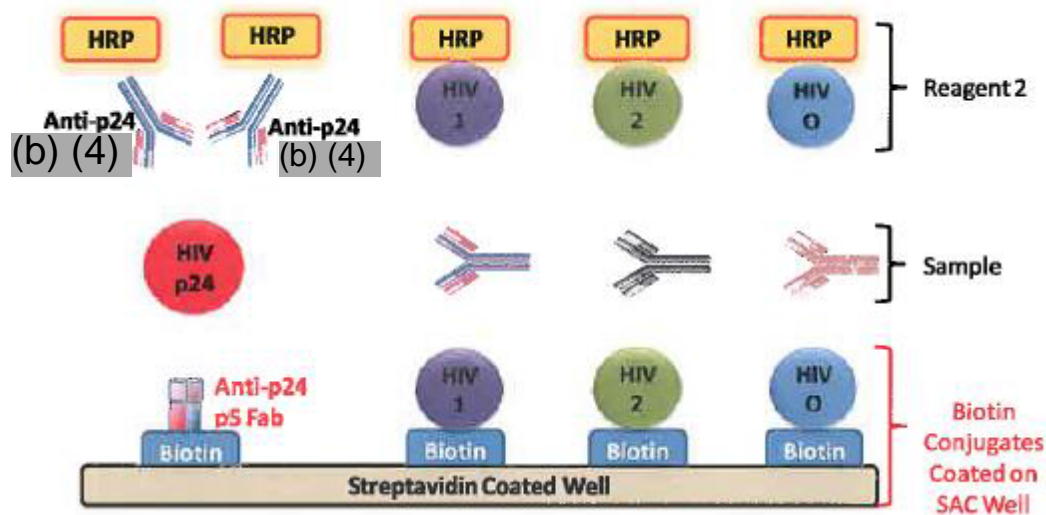 HRP HRP HRP HRP HRP
HIV 1
HIV 2
HIV O
Reagent 2
Anti-p24 Anti-p24
(b) (4) (b) (4)
HIV p24
Sample
Anti-p24
p5 Fab
HIV 1
HIV 2
HIV O
Biotin Biotin Biotin Biotin
Streptavidin Coated Well
Biotin
Conjugates
Coated on
SAC Well